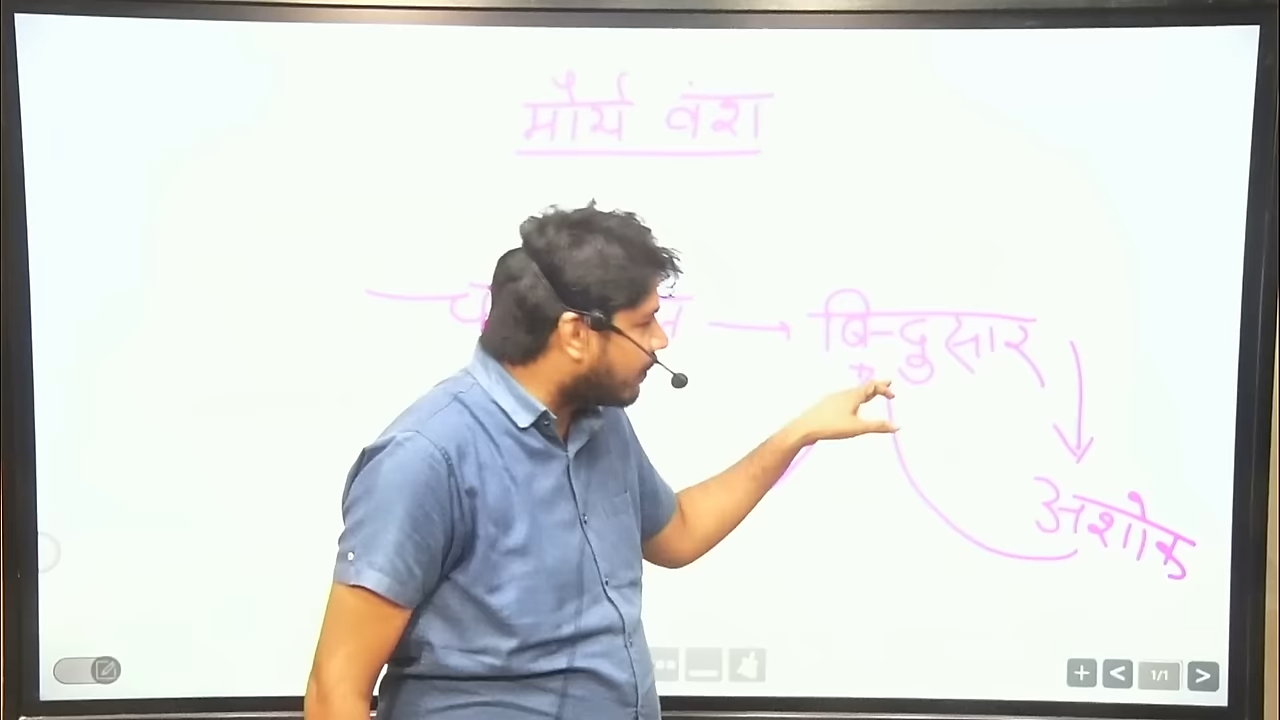 मौर्य वंश
बिन्दुसार
अशोक
1/1